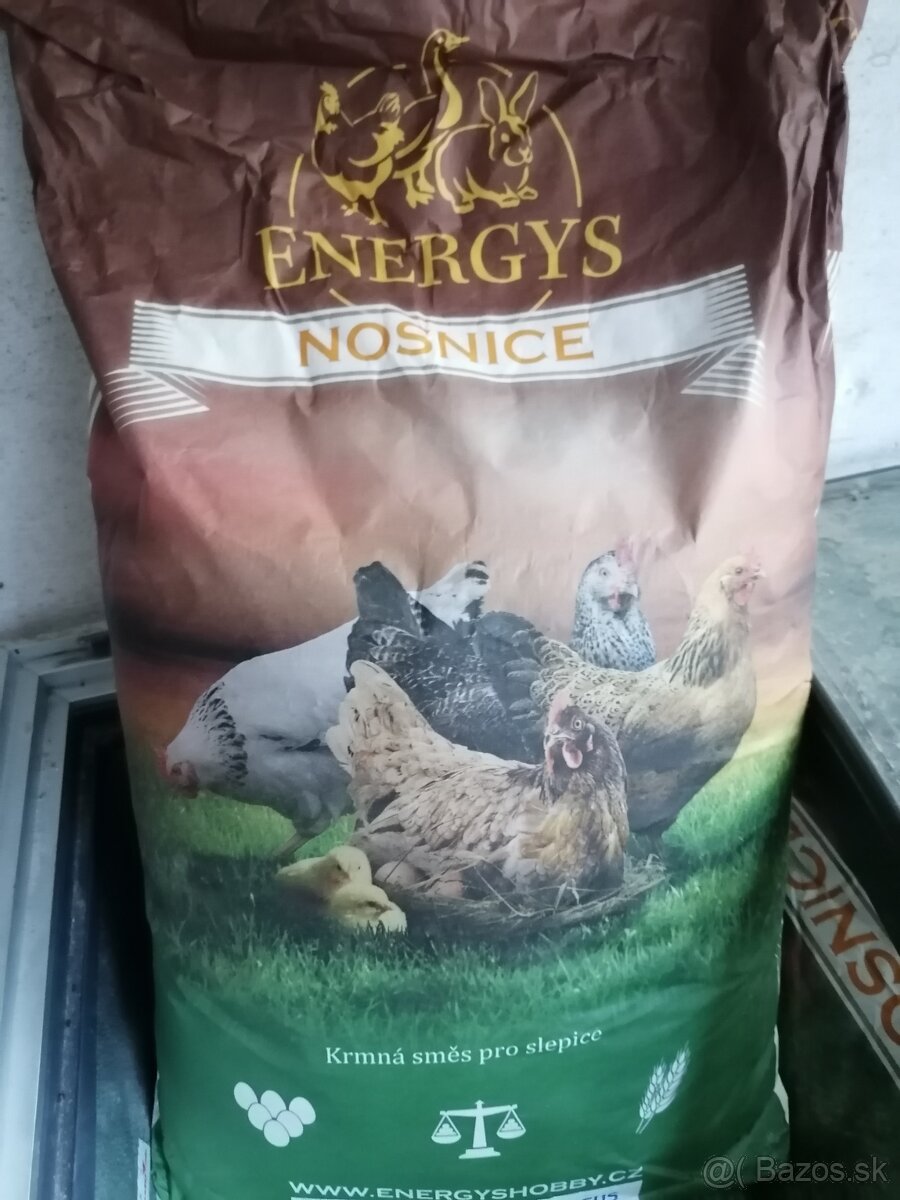 ENERGYS
NOSNICE
Krmná směs pro slepice
WWW.ENERGYSHOBBY.CZ
@( Bazos.sk